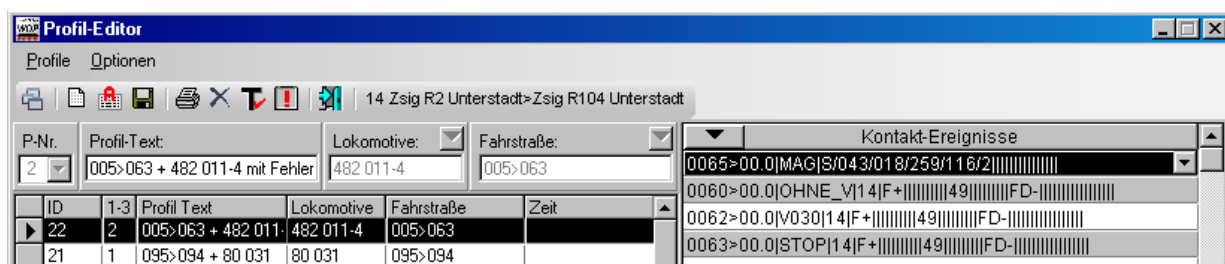 WDP Profil-Editor
Profile Optionen
14 Zsig R2 Unterstadt>Zsig R104 Unterstadt
P-Nr. Profil-Text: Lokomotive: Fahrstraße:
2 005>063 + 482 011-4 mit Fehler 482 011-4 005>063
ID 1-3 Profil Text Lokomotive Fahrstraße Zeit
22 2 005>063 + 482 011- 482 011-4 005>063
21 1 095>094 + 80 031 80 031 095>094
Kontakt-Ereignisse
0065>00.0|MAG|S/043/018/259/116/2|||||||||||||||
0060>00.0|OHNE_V|14|F+||||||||||49|||||||||FD-|||||||||||||||||
0062>00.0|V030|14|F+||||||||||49|||||||||FD-|||||||||||||||||
0063>00.0|STOP|14|F+||||||||||49|||||||||FD-|||||||||||||||||